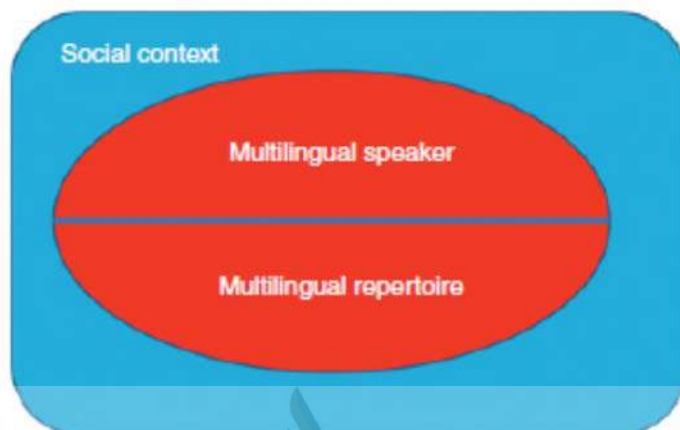 Social context
Multilingual speaker
Multilingual repertoire